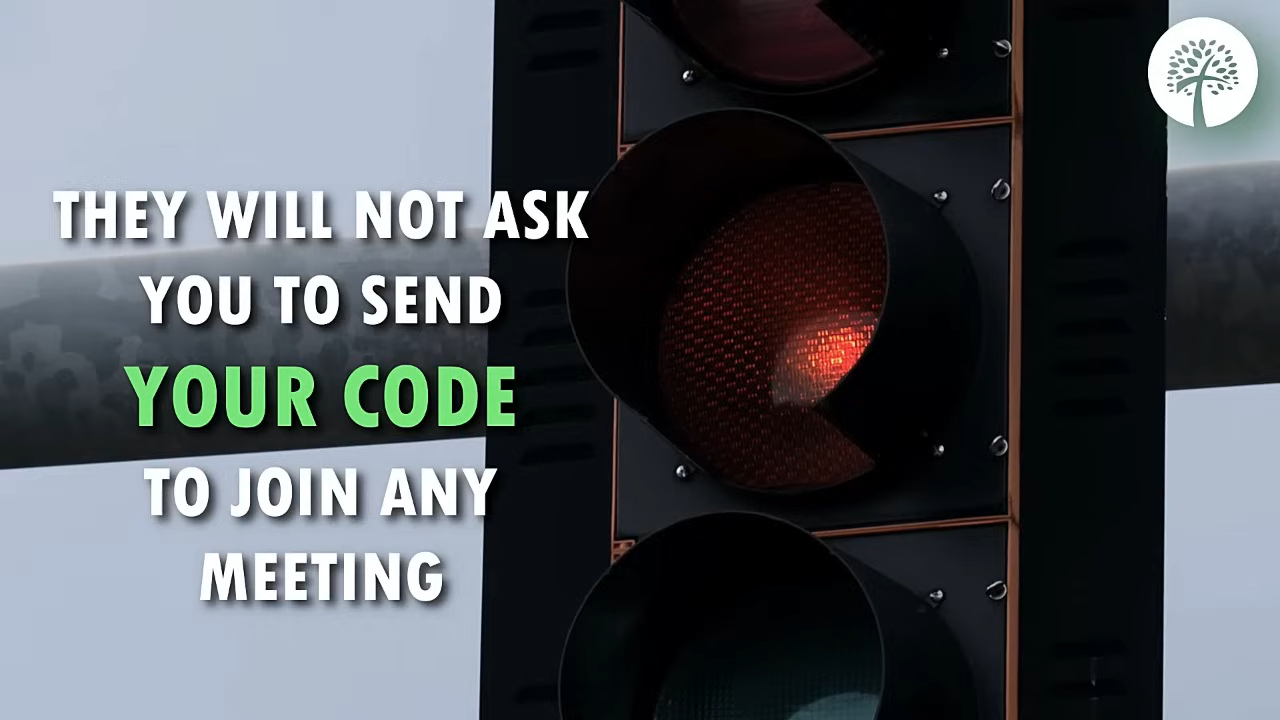 THEY WILL NOT ASK
YOU TO SEND
YOUR CODE
TO JOIN ANY
MEETING